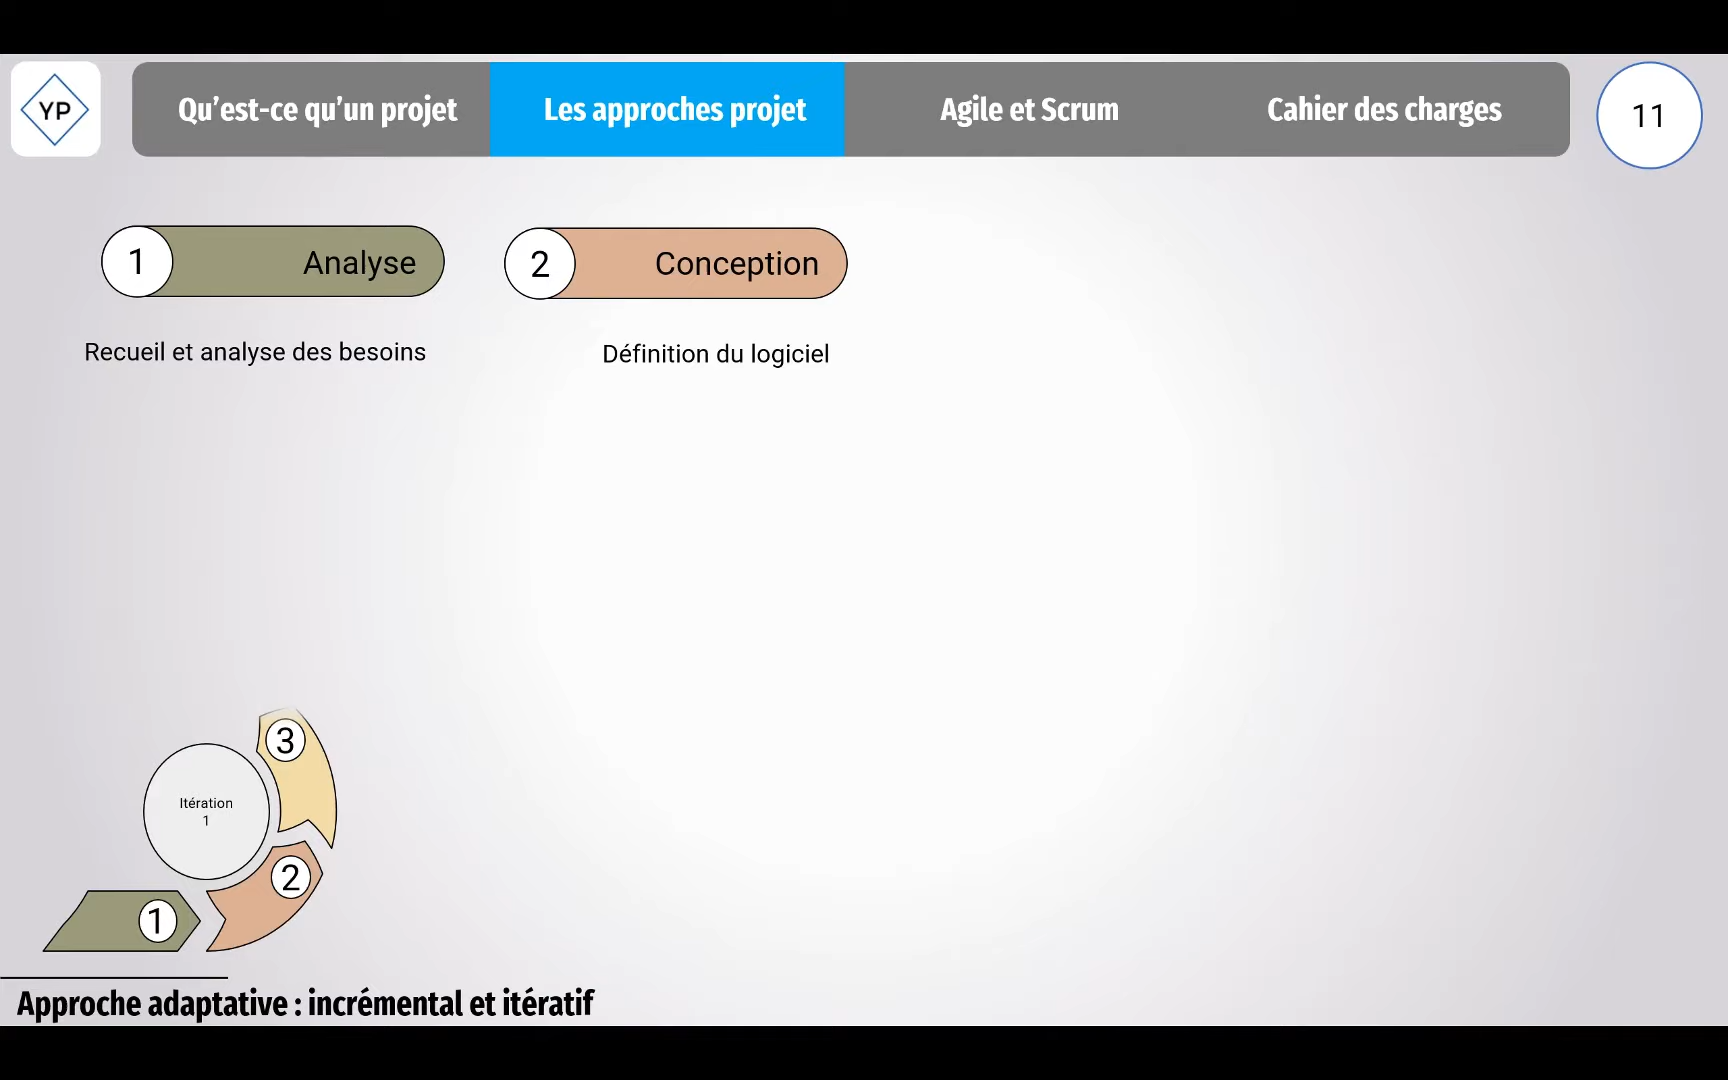 YP
Qu’est-ce qu’un projet
Les approches projet
Agile et Scrum
Cahier des charges
11
1
Analyse
2
Conception
Recueil et analyse des besoins
Définition du logiciel
3
Itération
1
2
1
Approche adaptative : incrémental et itératif